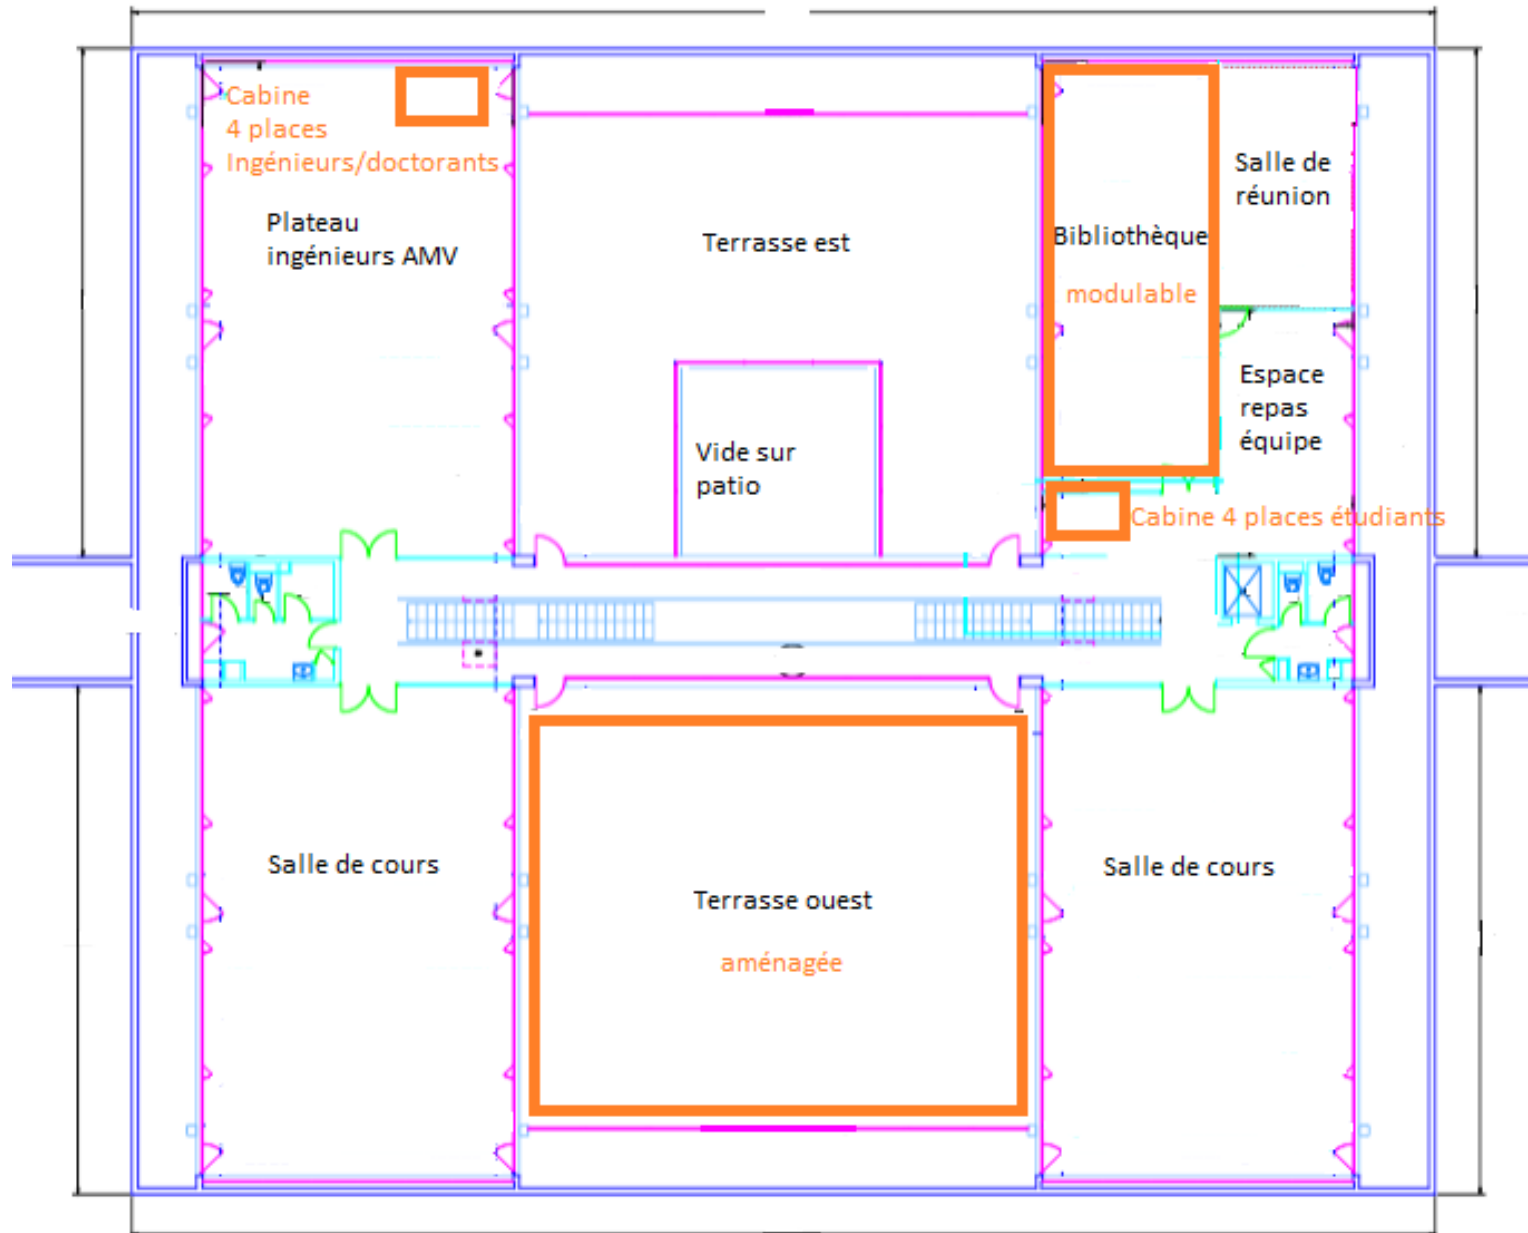 Cabine
4 places
Ingénieurs/doctorants
Plateau
ingénieurs AMV
Terrasse est
Bibliothèque
modulable
Salle de
réunion
Espace
repas
équipe
Vide sur
patio
Cabine 4 places étudiants
Salle de cours
Terrasse ouest
aménagée
Salle de cours